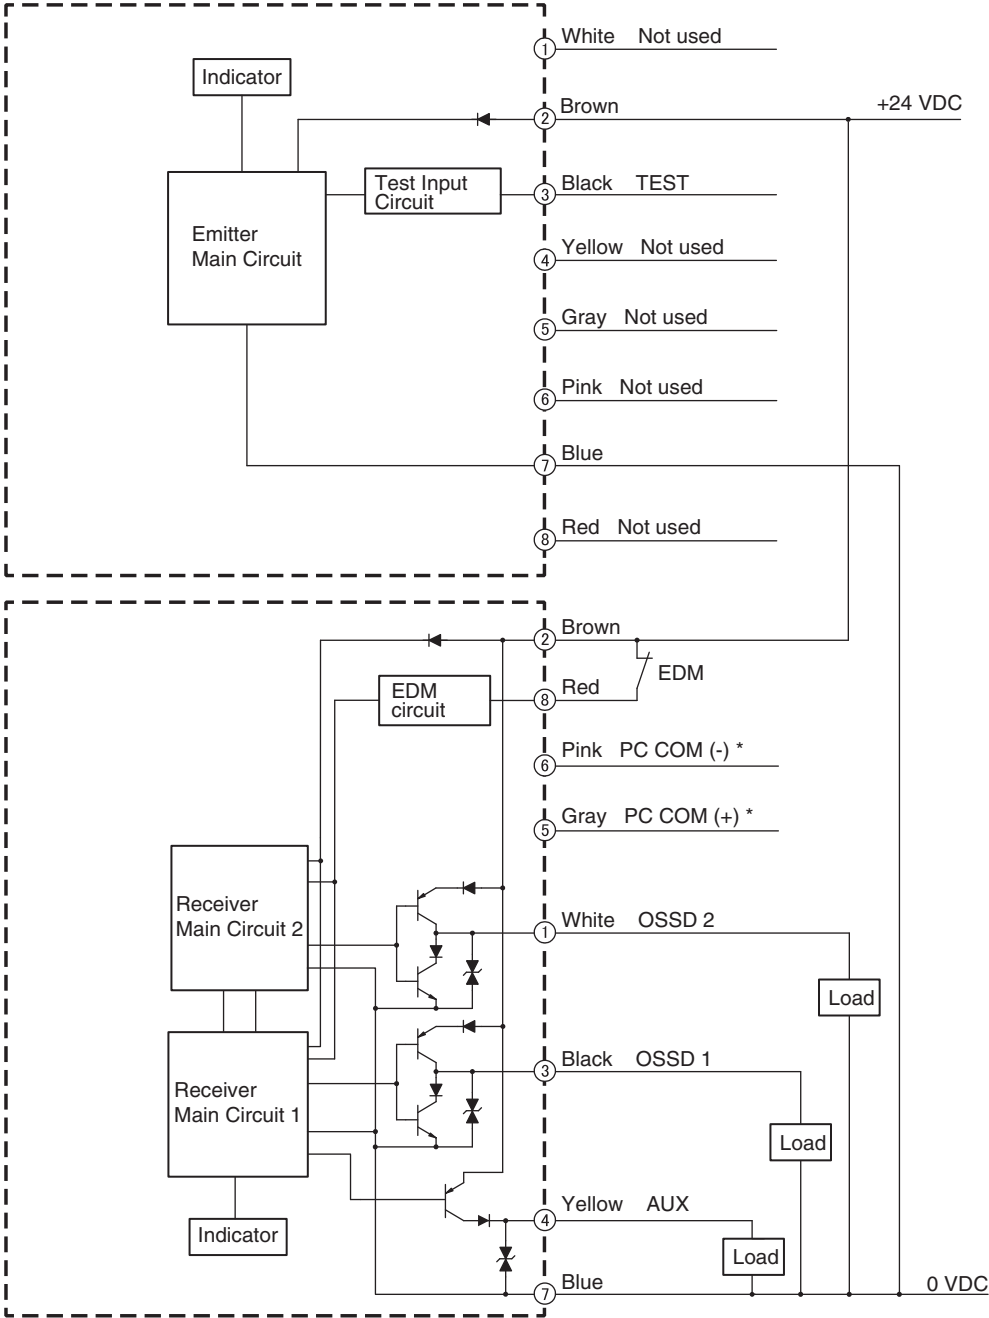 ① White Not used
Indicator
② Brown +24 VDC
Test Input
Circuit
③ Black TEST
Emitter
Main Circuit
④ Yellow Not used
⑤ Gray Not used
⑥ Pink Not used
⑦ Blue
⑧ Red Not used
② Brown
EDM
EDM
circuit
⑧ Red
⑥ Pink PC COM (-) *
⑤ Gray PC COM (+) *
Receiver
Main Circuit 2
① White OSSD 2
Load
Receiver
Main Circuit 1
③ Black OSSD 1
Load
Indicator
④ Yellow AUX
Load
⑦ Blue
0 VDC